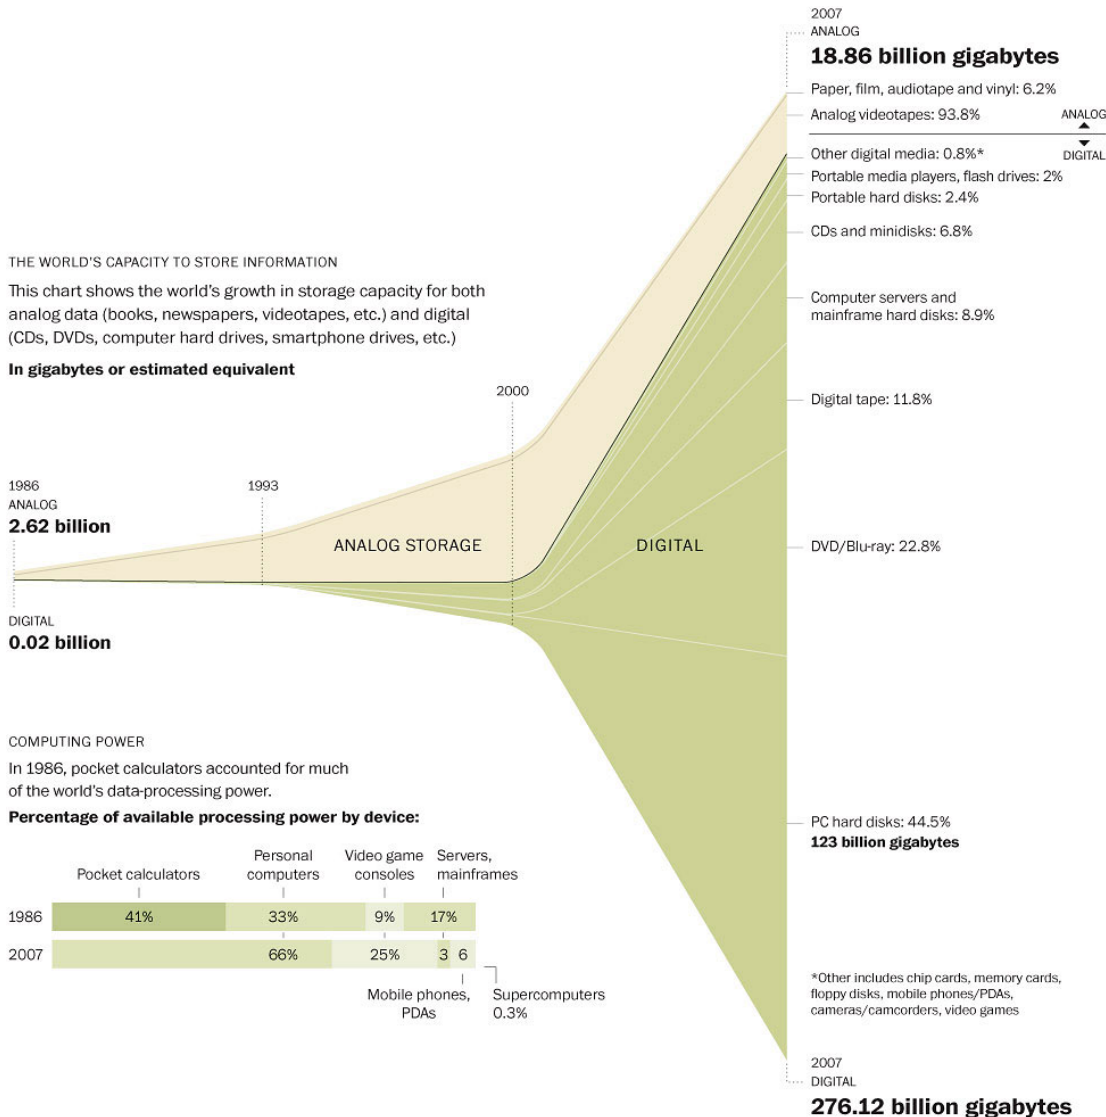 2007
ANALOG
18.86 billion gigabytes
Paper, film, audiotape and vinyl: 6.2%
Analog videotapes: 93.8%
ANALOG
Other digital media: 0.8%*
DIGITAL
Portable media players, flash drives: 2%
Portable hard disks: 2.4%
CDs and minidisks: 6.8%
Computer servers and
mainframe hard disks: 8.9%
Digital tape: 11.8%
DVD/Blu-ray: 22.8%
PC hard disks: 44.5%
123 billion gigabytes
*Other includes chip cards, memory cards,
floppy disks, mobile phones/PDAs,
cameras/camcorders, video games
2007
DIGITAL
276.12 billion gigabytes
THE WORLD'S CAPACITY TO STORE INFORMATION
This chart shows the world's growth in storage capacity for both
analog data (books, newspapers, videotapes, etc.) and digital
(CDs, DVDs, computer hard drives, smartphone drives, etc.)
In gigabytes or estimated equivalent
2000
1993
1986
ANALOG
2.62 billion
ANALOG STORAGE
DIGITAL
DIGITAL
0.02 billion
COMPUTING POWER
In 1986, pocket calculators accounted for much
of the world's data-processing power.
Percentage of available processing power by device:
Pocket calculators
Personal
computers
Video game
consoles
Servers,
mainframes
1986 41% 33% 9% 17%
2007 66% 25% 3 6
Mobile phones,
PDAs
Supercomputers
0.3%